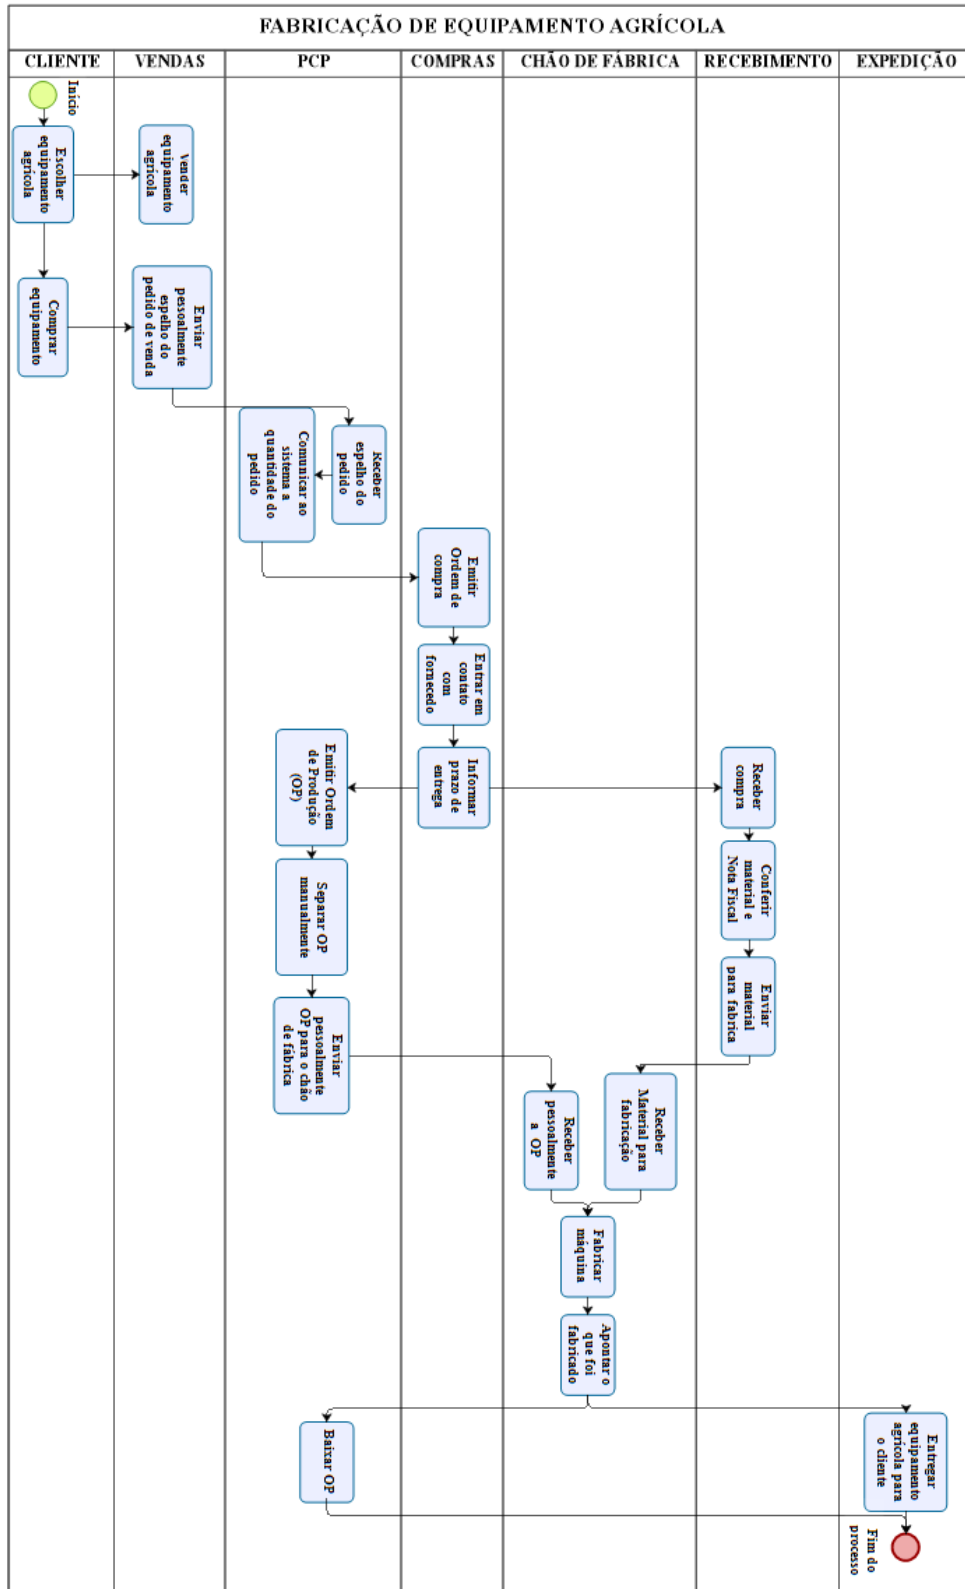 FABRICAÇÃO DE EQUIPAMENTO AGRÍCOLA
CLIENTE
VENDAS
PCP
COMPRAS
CHÃO DE FÁBRICA
RECEBIMENTO
EXPEDIÇÃO
Início
Escolher
equipamento
agrícola
Vender
equipamento
agrícola
Comprar
equipamento
Enviar
pessoalmente
espelho do
pedido de venda
Receber
espelho do
pedido
Comunicar ao
sistema a
quantidade do
pedido
Emitir
Ordem de
compra
Entrar em
contato
com
fornecedo
Informar
prazo de
entrega
Emitir Ordem
de Produção
(OP)
Separar OP
manualmente
Enviar
pessoalmente
OP para o chão
de fábrica
Receber
compra
Conferir
material e
Nota Fiscal
Enviar
material
para fabrica
Receber
Material para
fabricação
Receber
pessoalmente
a OP
Fabricar
máquina
Apontar o
que foi
fabricado
Baixar OP
Entregar
equipamento
agrícola para
o cliente
Fim do
processo